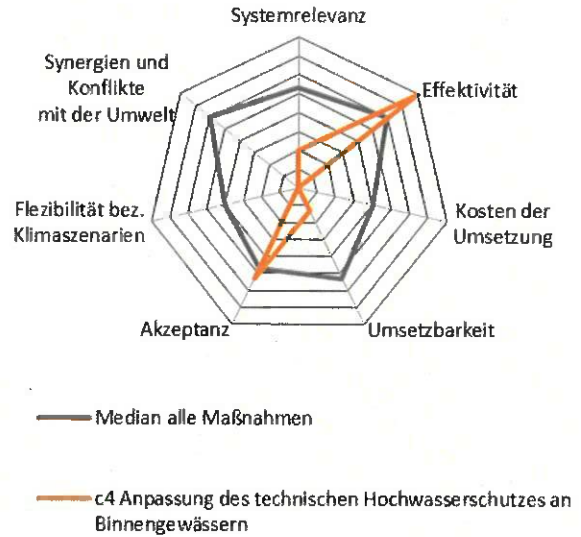 Systemrelevanz
Synergien und
Konflikte
mit der Umwelt
Effektivität
Flezibilität bez.
Klimaszenarien
Kosten der
Umsetzung
Akzeptanz
Umsetzbarkeit
Median alle Maßnahmen
c4 Anpassung des technischen Hochwasserschutzes an
Binnengewässern